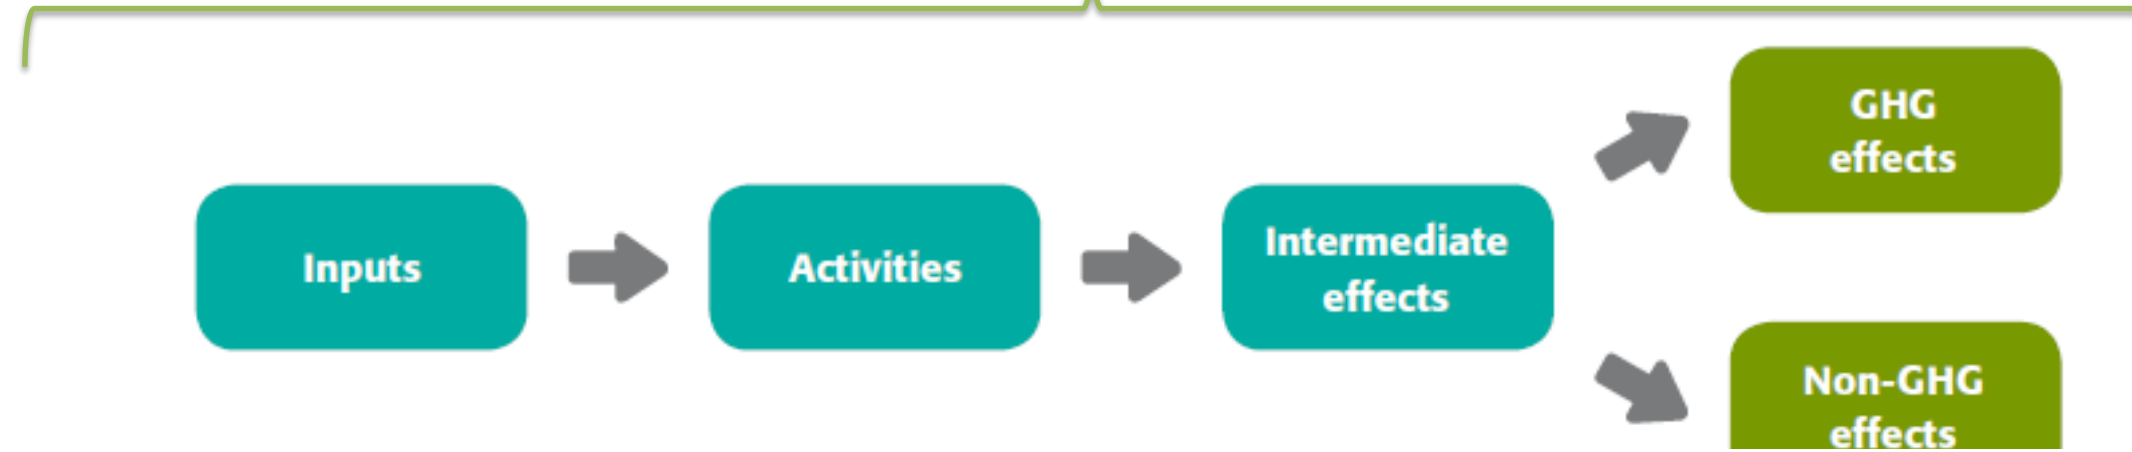 GHG
effects
Inputs
Activities
Intermediate
effects
Non-GHG
effects